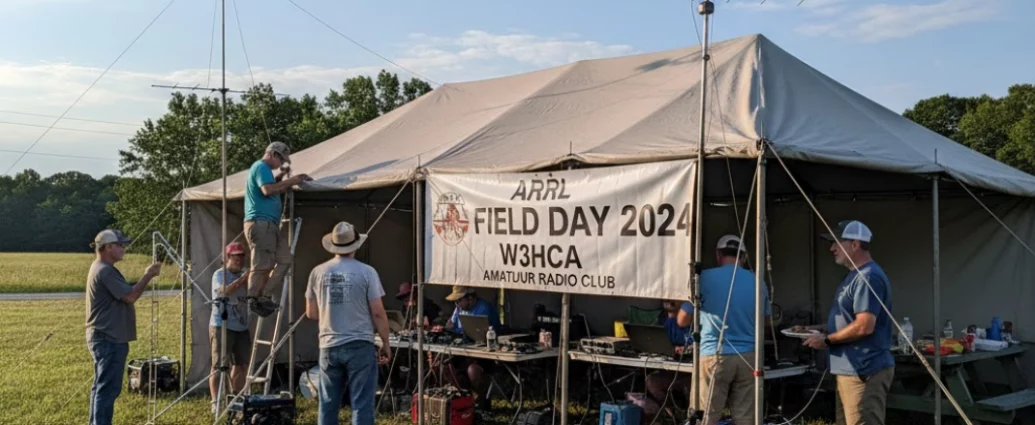 ARRL
FIELD DAY 2024
W3HCA
AMATUUR RADIO CLUB